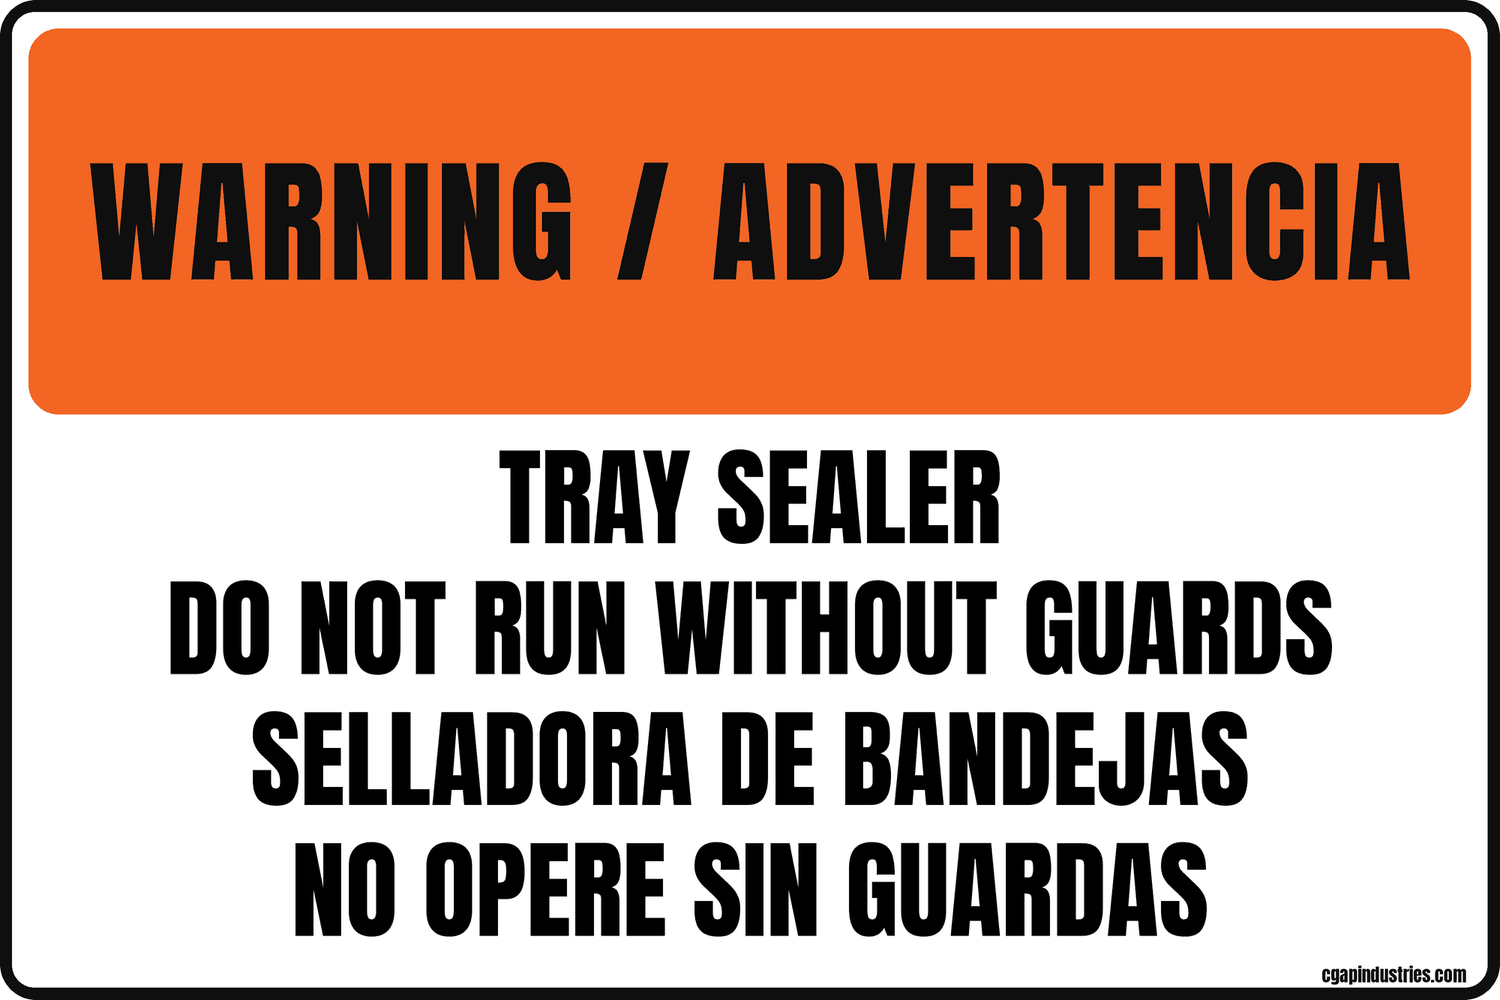 WARNING / ADVERTENCIA
TRAY SEALER
DO NOT RUN WITHOUT GUARDS
SELLADORA DE BANDEJAS
NO OPERE SIN GUARDAS
cgapindustries.com